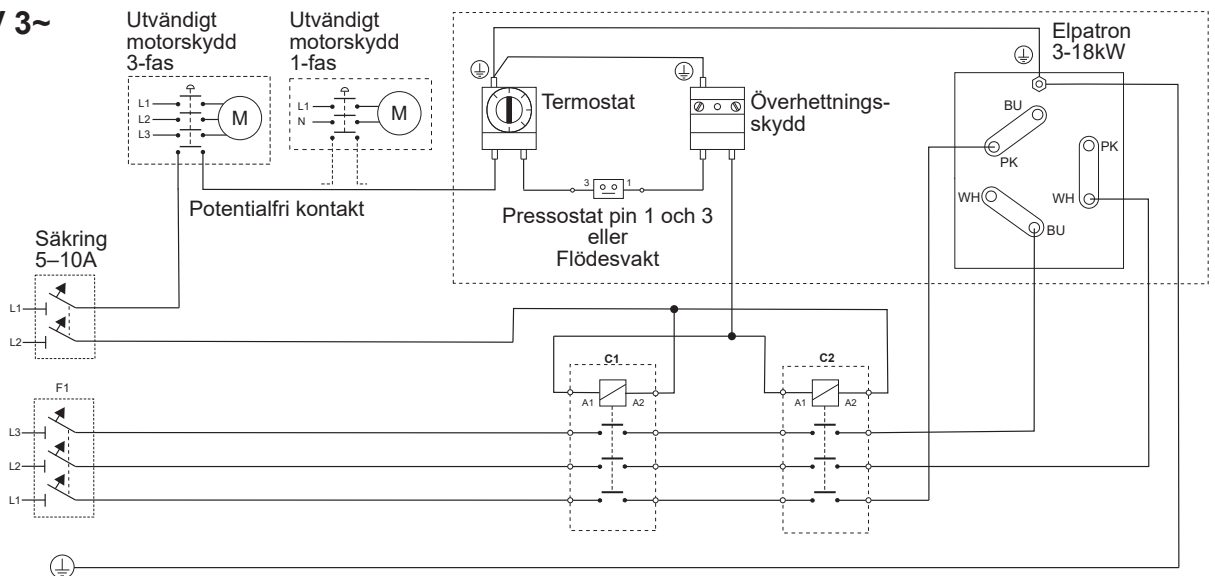 V 3~
Utvändigt
motorskydd
3-fas
Utvändigt
motorskydd
1-fas
Elpatron
3-18kW
L1
L2
L3
M
L1
N
M
Termostat
Överhettnings-
skydd
BU
PK
PK
WH
WH
BU
3
1
Potentialfri kontakt
Pressostat pin 1 och 3
eller
Flödesvakt
Säkring
5–10A
L1
L2
C1
C2
F1
A1
A2
A1
A2
L3
L2
L1